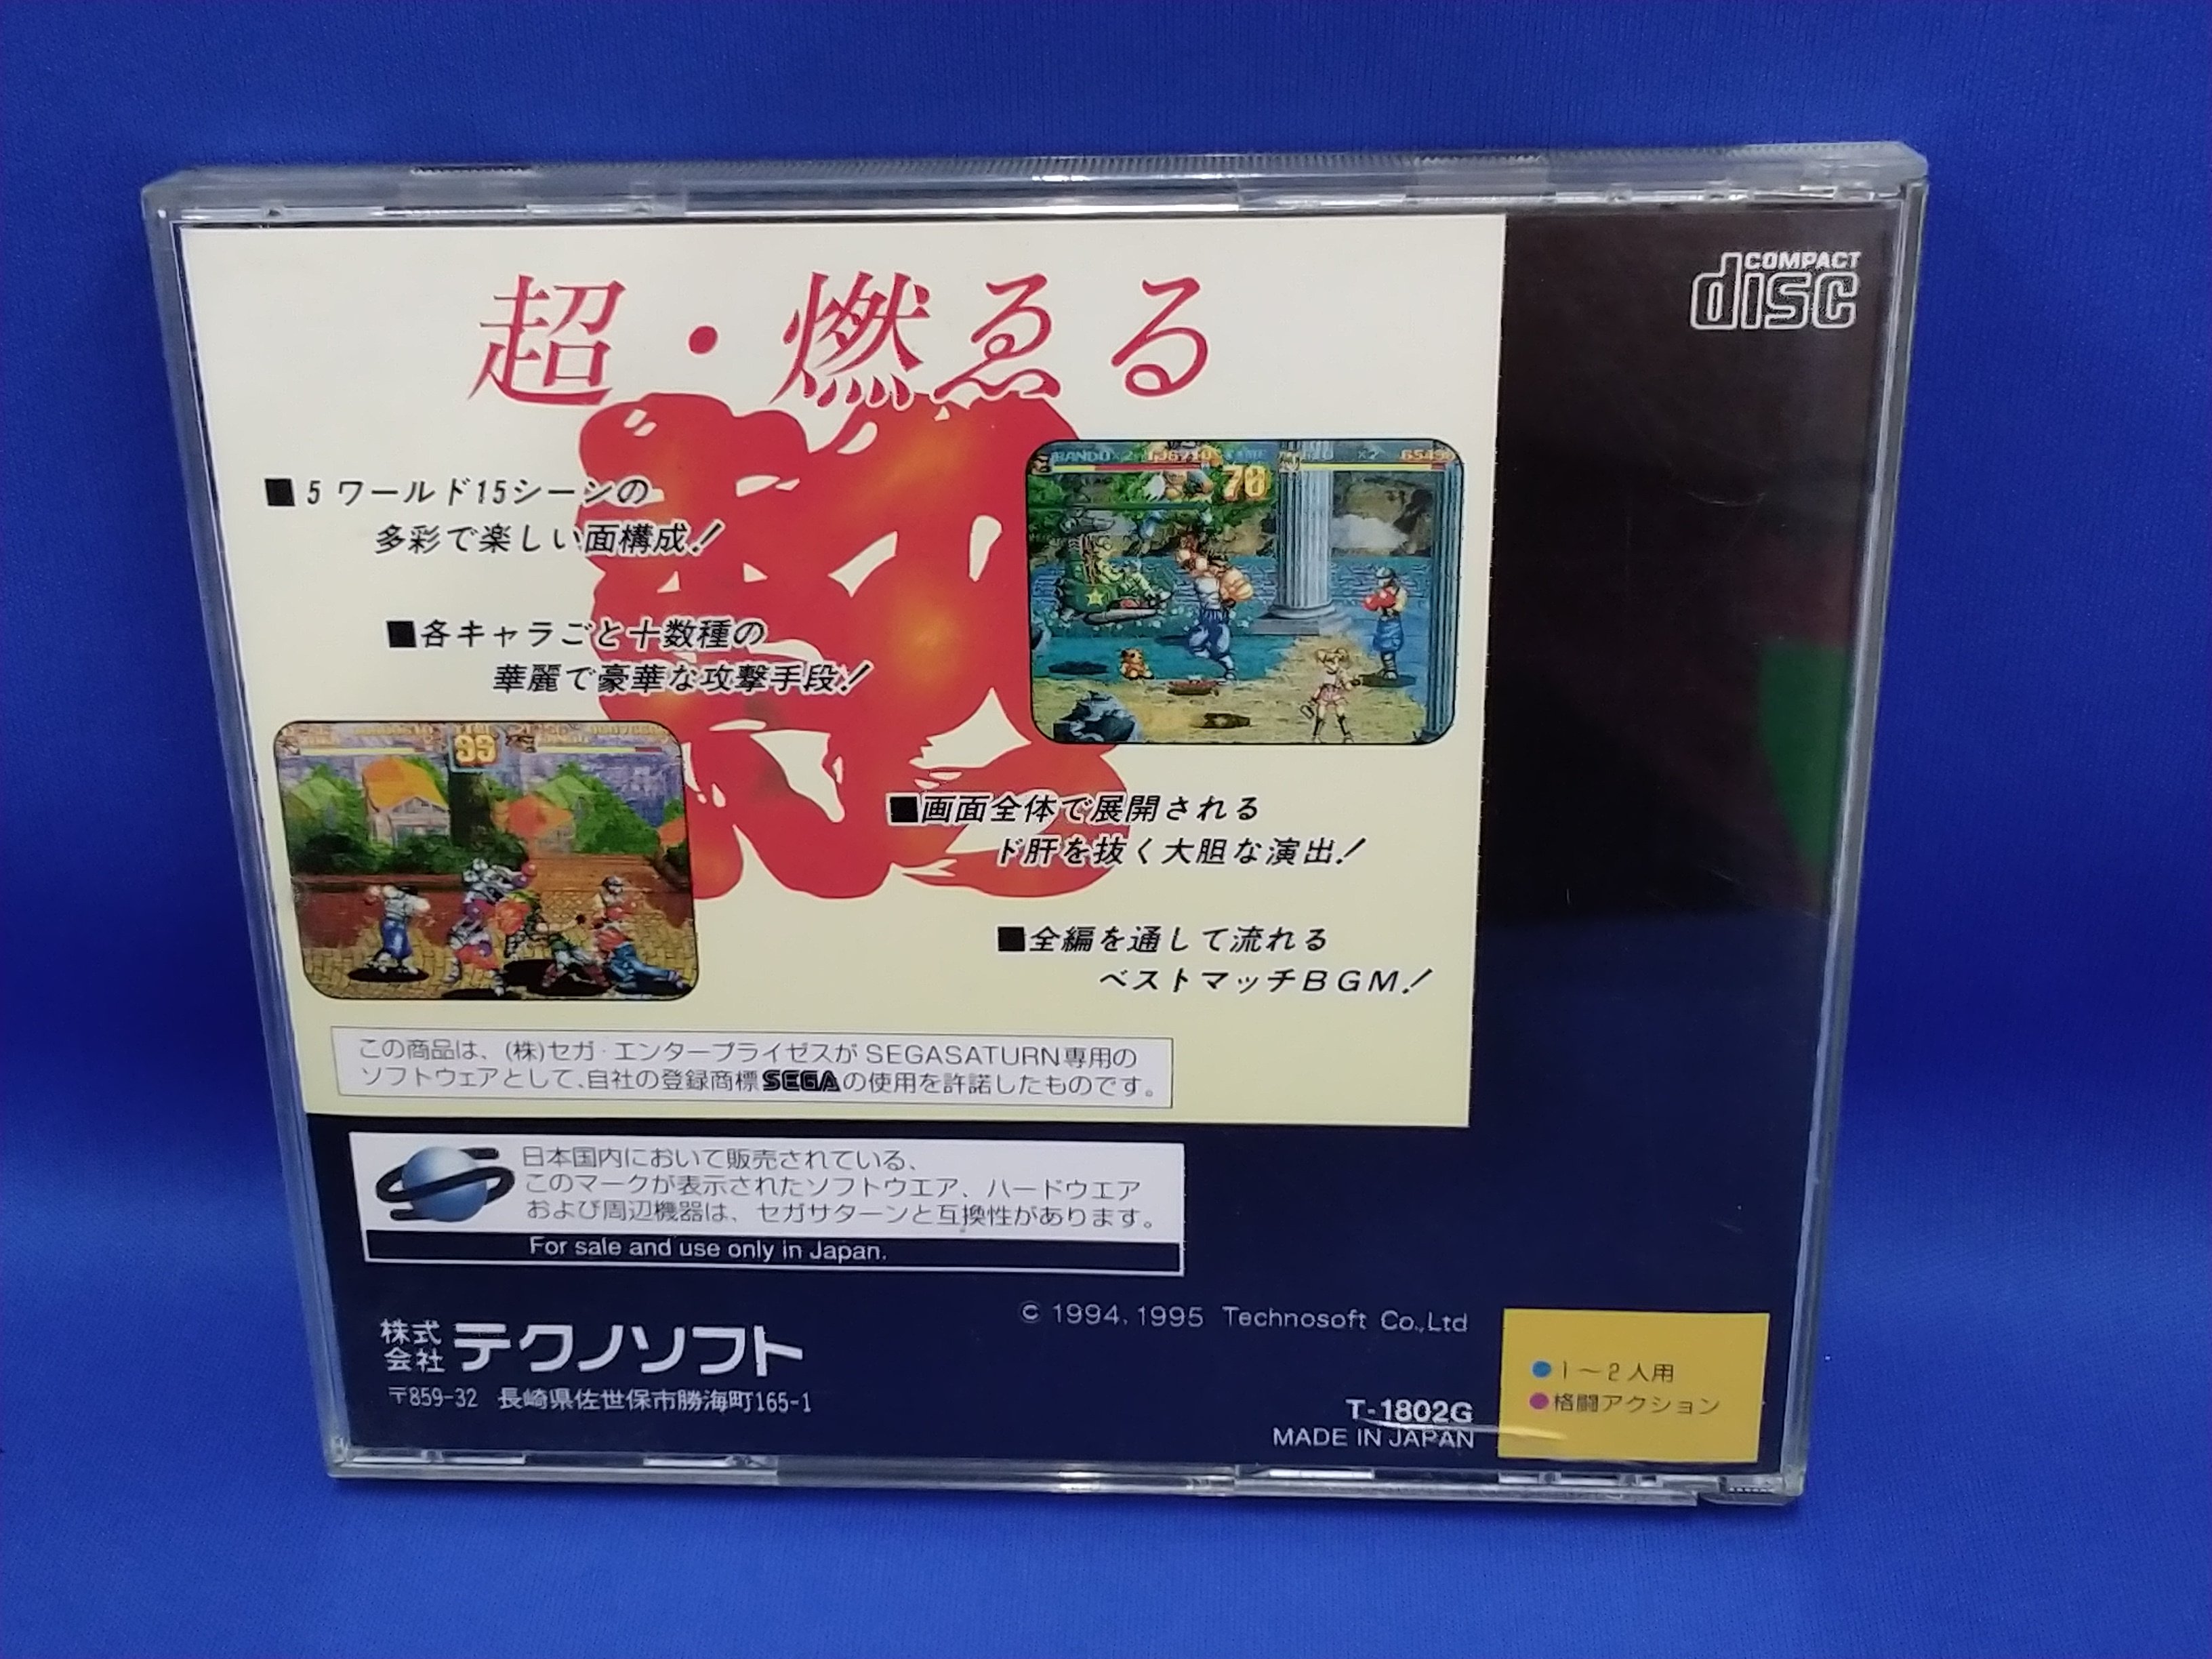 COMPACT
disc
超・燃ゑる
■5ワールド15シーンの
多彩で楽しい面構成!
■各キャラごと十数種の
華麗で豪華な攻撃手段!
70
99
■画面全体で展開される
ド肝を抜く大胆な演出!
■全編を通して流れる
ベストマッチBGM!
この商品は、(株)セガ・エンタープライゼスがSEGASATURN専用の
ソフトウェアとして、自社の登録商標SEGAの使用を許諾したものです。
日本国内において販売されている、
このマークが表示されたソフトウエア、ハードウエア
および周辺機器は、セガサターンと互換性があります。
For sale and use only in Japan.
© 1994,1995 Technosoft Co.,Ltd
株式会社テクノソフト
〒859-32 長崎県佐世保市勝海町165-1
T-1802G
MADE IN JAPAN
●1〜2人用
●格闘アクション